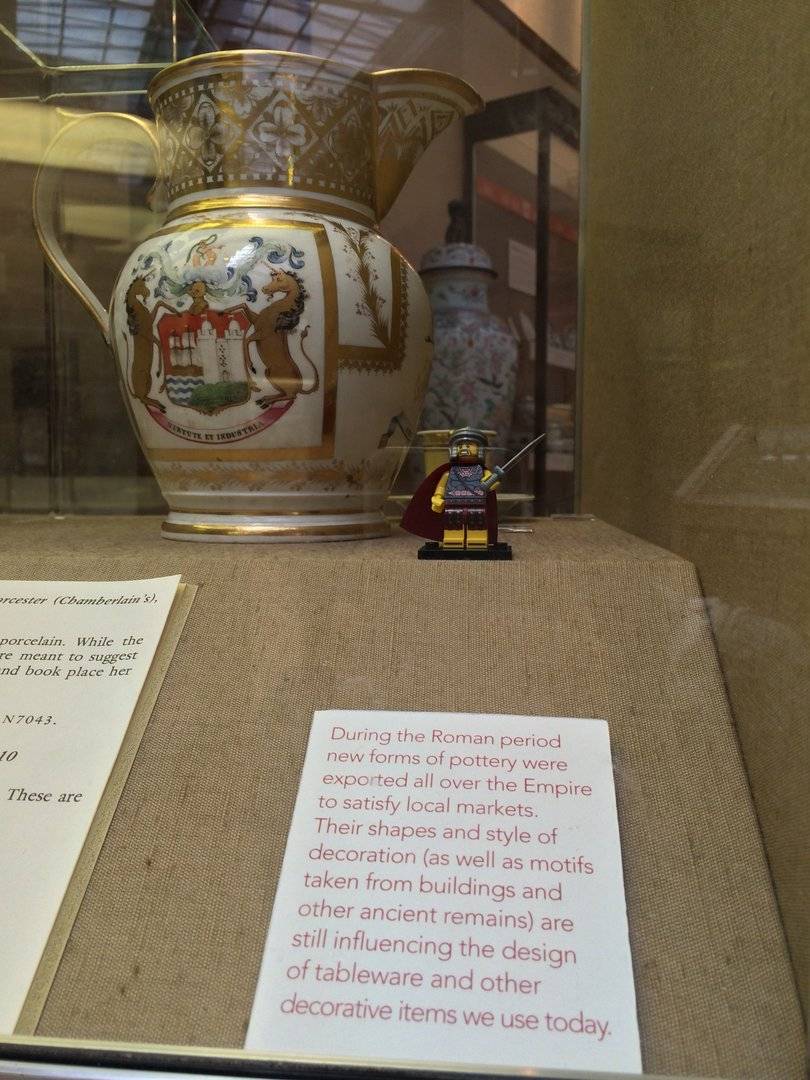 VIRTUTE ET INDUSTRIA
orcester (Chamberlain's),
porcelain. While the
re meant to suggest
nd book place her
N7043.
10
These are
During the Roman period
new forms of pottery were
exported all over the Empire
to satisfy local markets.
Their shapes and style of
decoration (as well as motifs
taken from buildings and
other ancient remains) are
still influencing the design
of tableware and other
decorative items we use today.